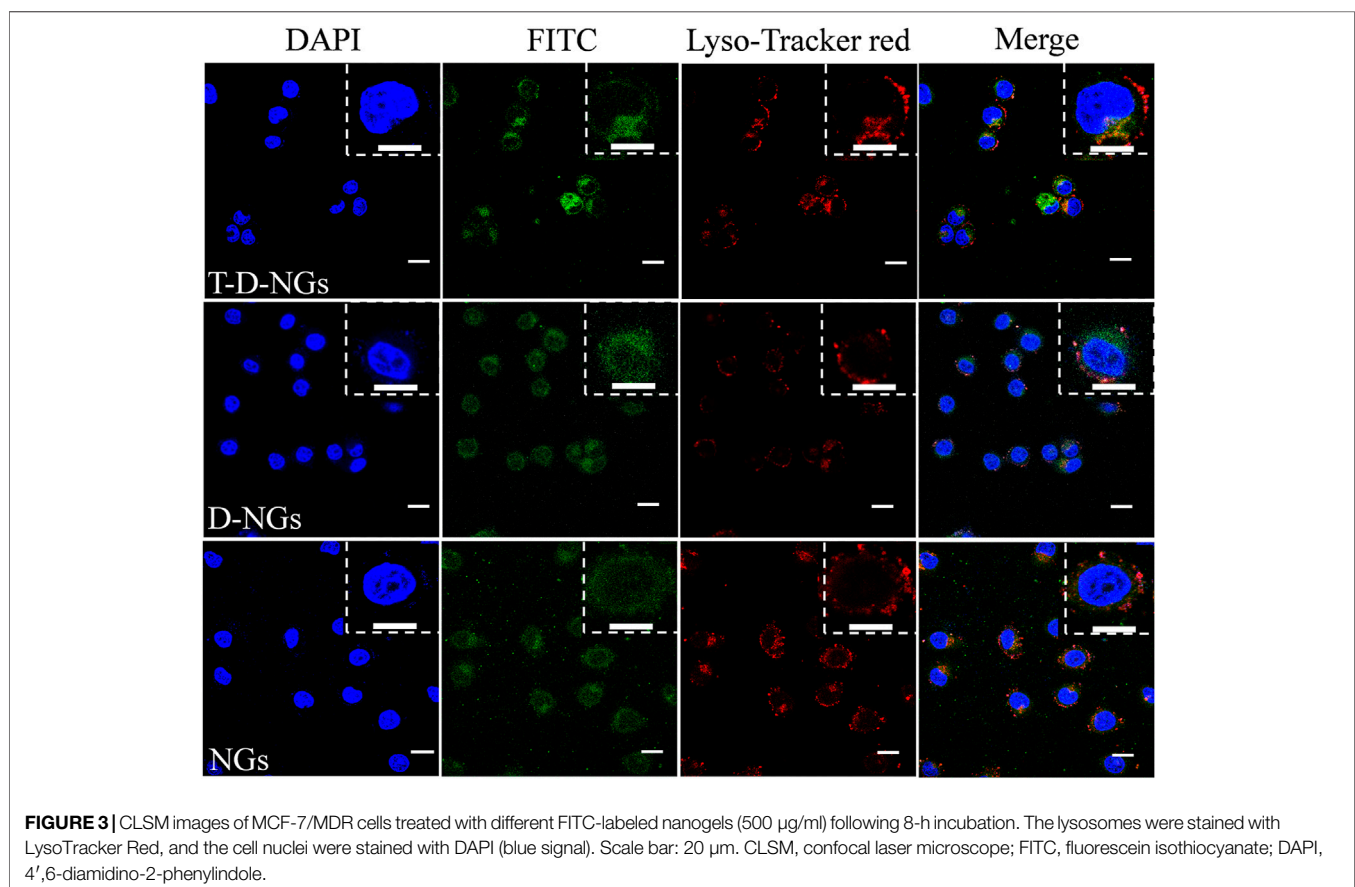 DAPI FITC Lyso-Tracker red Merge
T-D-NGs
D-NGs
NGs
FIGURE 3 | CLSM images of MCF-7/MDR cells treated with different FITC-labeled nanogels (500 μg/ml) following 8-h incubation. The lysosomes were stained with
LysoTracker Red, and the cell nuclei were stained with DAPI (blue signal). Scale bar: 20 μm. CLSM, confocal laser microscope; FITC, fluorescein isothiocyanate; DAPI,
4′,6-diamidino-2-phenylindole.